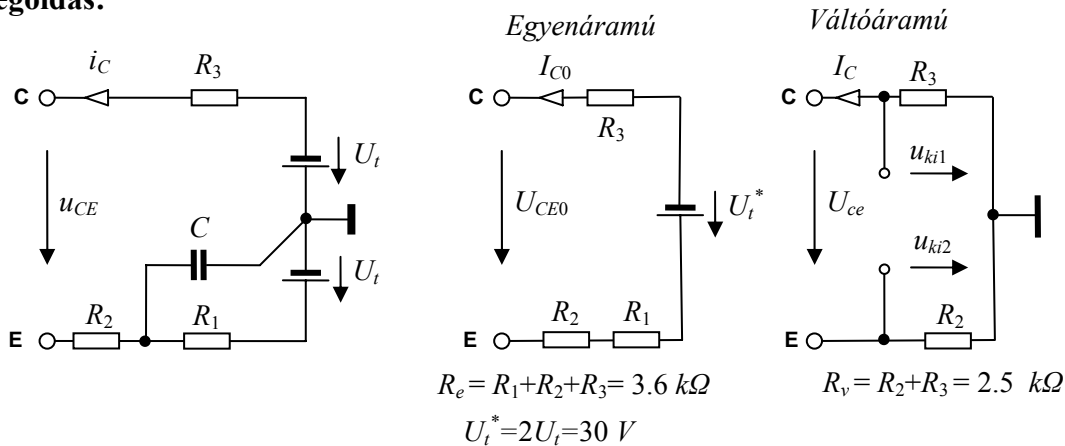 egoldás:
Egyenáramú
Váltóáramú
i_C
R_3
C
U_t
u_CE
C
U_t
R_2
R_1
E
I_C0
C
R_3
U_CE0
U_t*
R_2
R_1
E
R_e = R_1+R_2+R_3= 3.6 kΩ
U_t*=2U_t=30 V
I_C
R_3
C
u_ki1
U_ce
u_ki2
R_2
E
R_v = R_2+R_3 = 2.5 kΩ